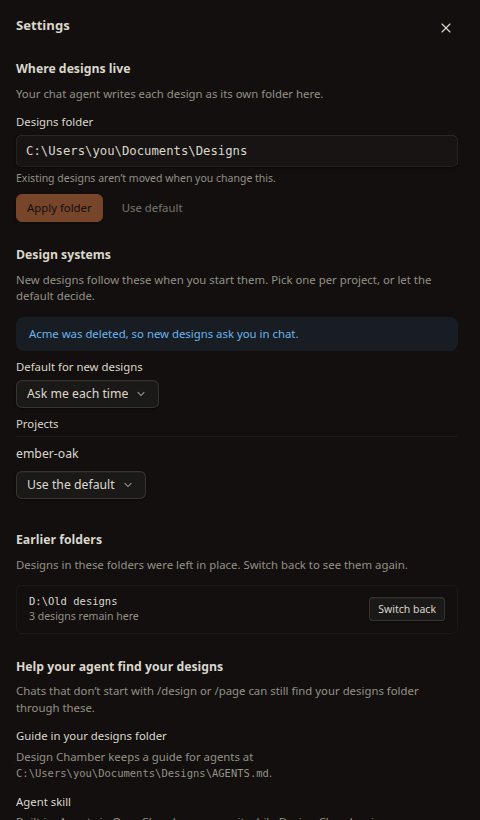 Settings
Where designs live
Your chat agent writes each design as its own folder here.
Designs folder
C:\Users\you\Documents\Designs
Existing designs aren't moved when you change this.
Apply folder
Use default
Design systems
New designs follow these when you start them. Pick one per project, or let the
default decide.
Acme was deleted, so new designs ask you in chat.
Default for new designs
Ask me each time
Projects
ember-oak
Use the default
Earlier folders
Designs in these folders were left in place. Switch back to see them again.
D:\Old designs
3 designs remain here
Switch back
Help your agent find your designs
Chats that don't start with /design or /page can still find your designs folder
through these.
Guide in your designs folder
Design Chamber keeps a guide for agents at
C:\Users\you\Documents\Designs\AGENTS.md.
Agent skill